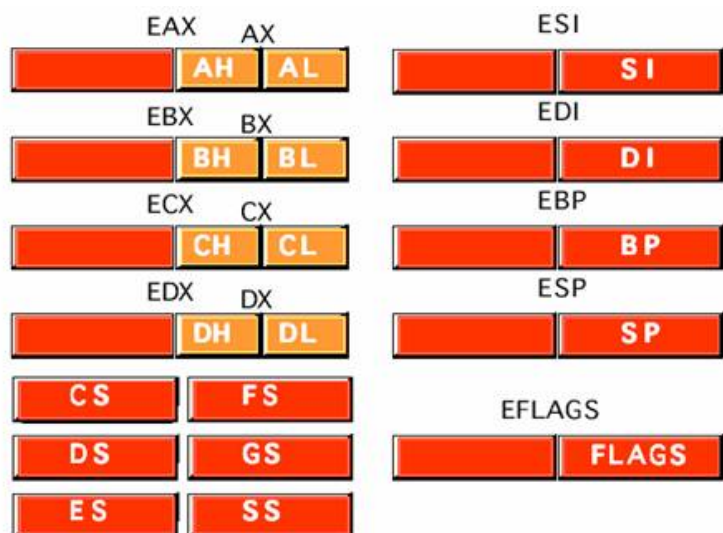 EAX AX
AH AL
EBX BX
BH BL
ECX CX
CH CL
EDX DX
DH DL
CS FS
DS GS
ES SS
ESI
SI
EDI
DI
EBP
BP
ESP
SP
EFLAGS
FLAGS